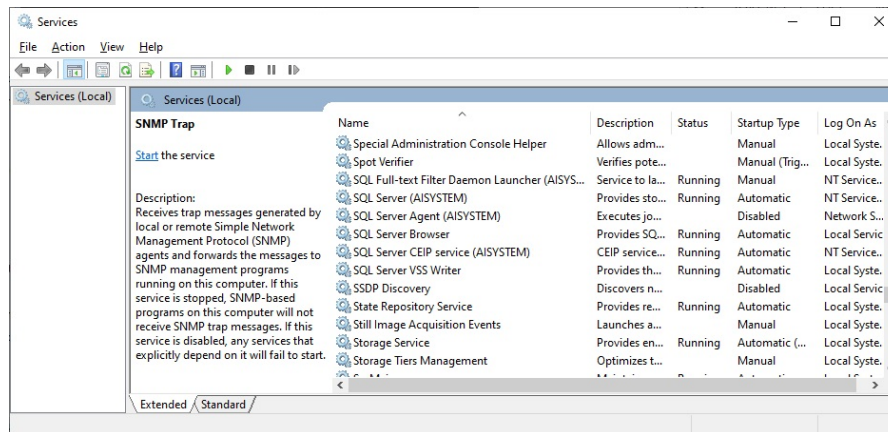 Services
File Action View Help
Services (Local)
Services (Local)
SNMP Trap
Start the service
Description:
Receives trap messages generated by
local or remote Simple Network
Management Protocol (SNMP)
agents and forwards the messages to
SNMP management programs
running on this computer. If this
service is stopped, SNMP-based
programs on this computer will not
receive SNMP trap messages. If this
service is disabled, any services that
explicitly depend on it will fail to start.
Name Description Status Startup Type Log On As
Special Administration Console Helper Allows adm... Manual Local Syste.
Spot Verifier Verifies pote... Manual (Trig... Local Syste.
SQL Full-text Filter Daemon Launcher (AISYS... Service to la... Running Manual NT Service..
SQL Server (AISYSTEM) Provides sto... Running Automatic NT Service..
SQL Server Agent (AISYSTEM) Executes jo... Disabled Network S...
SQL Server Browser Provides SQ... Running Automatic Local Servic
SQL Server CEIP service (AISYSTEM) CEIP service... Running Automatic NT Service..
SQL Server VSS Writer Provides th... Running Automatic Local Syste.
SSDP Discovery Discovers n... Disabled Local Servic
State Repository Service Provides re... Running Automatic Local Syste.
Still Image Acquisition Events Launches a... Manual Local Syste.
Storage Service Provides en... Running Automatic (... Local Syste.
Storage Tiers Management Optimizes t... Manual Local Syste.
Extended Standard